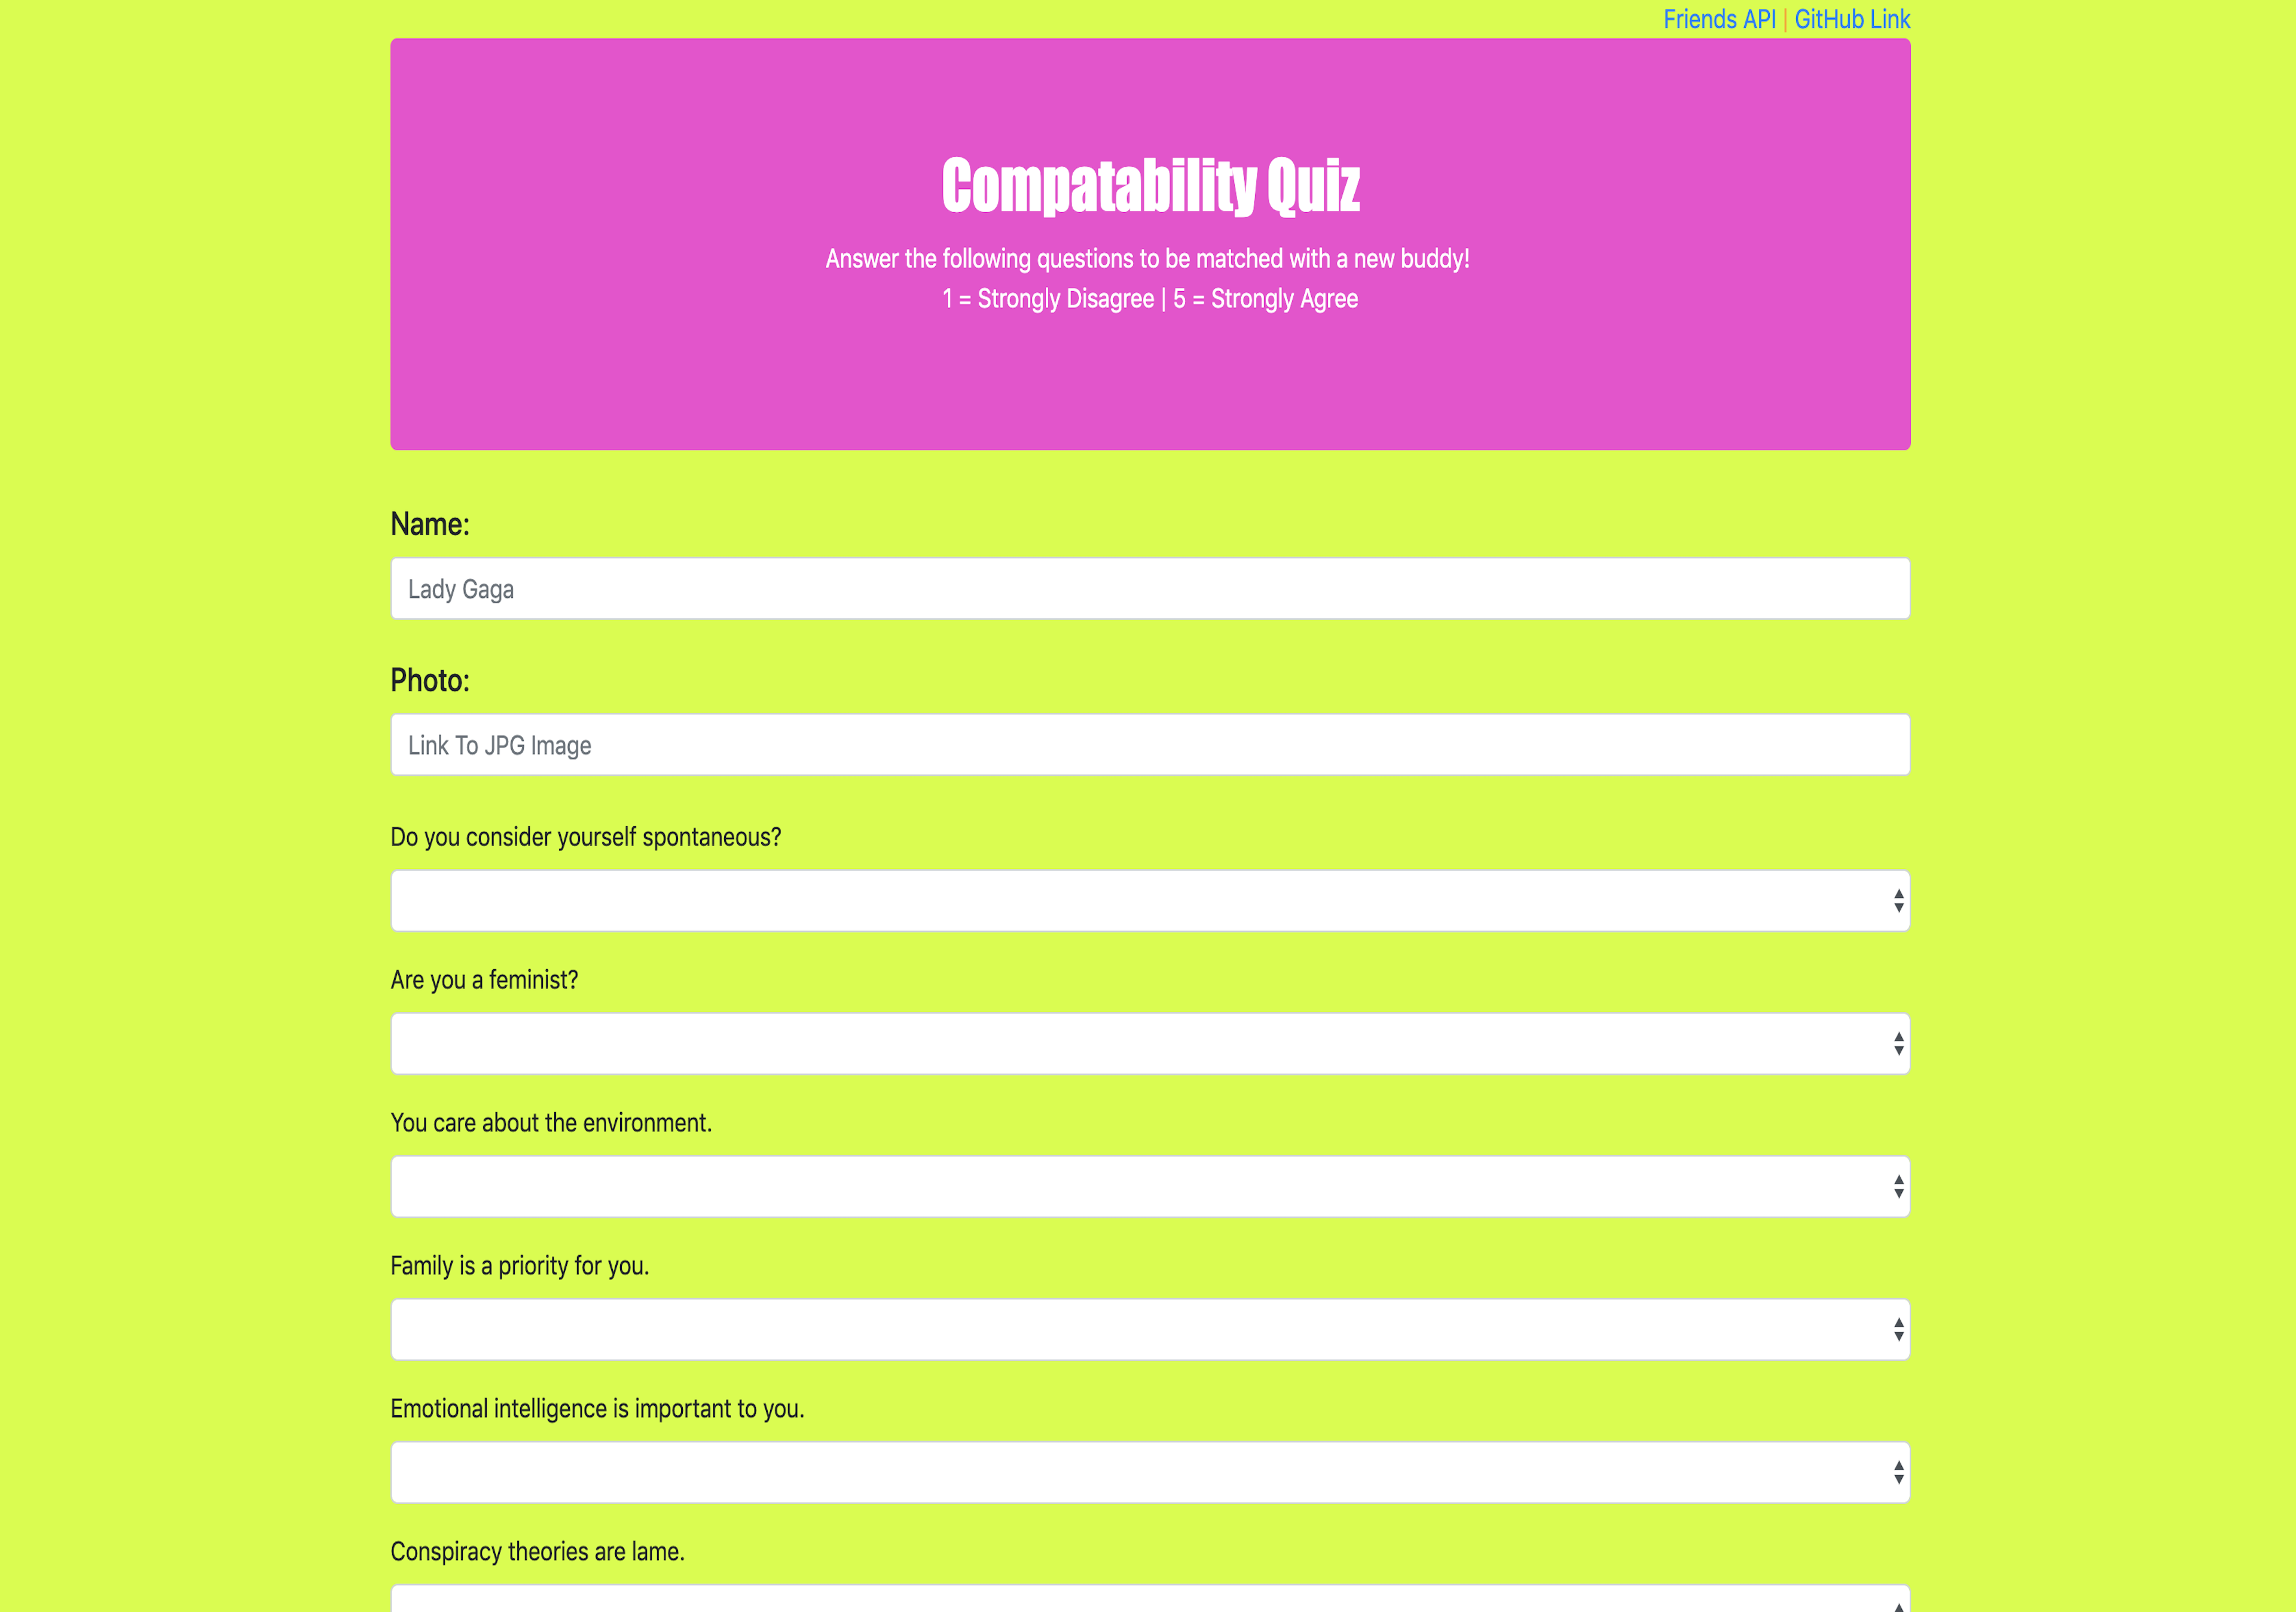 Friends API | GitHub Link
Compatability Quiz
Answer the following questions to be matched with a new buddy!
1 = Strongly Disagree | 5 = Strongly Agree
Name:
Lady Gaga
Photo:
Link To JPG Image
Do you consider yourself spontaneous?
Are you a feminist?
You care about the environment.
Family is a priority for you.
Emotional intelligence is important to you.
Conspiracy theories are lame.